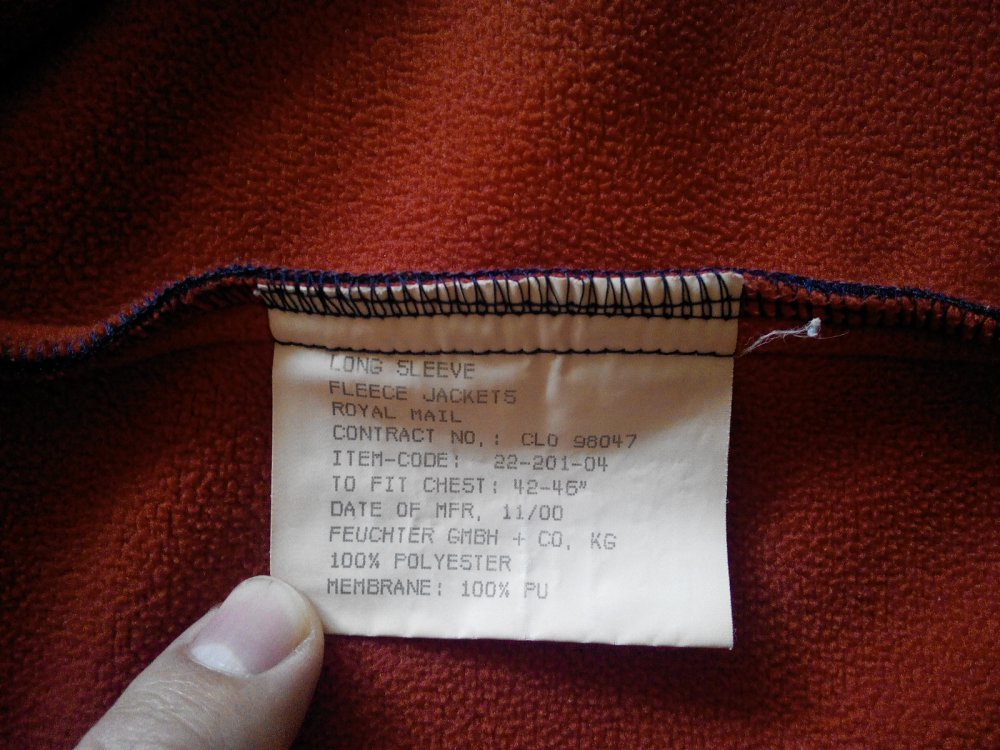 LONG SLEEVE
FLEECE JACKETS
ROYAL MAIL
CONTRACT NO.: CLO 98047
ITEM-CODE: 22-201-04
TO FIT CHEST: 42-46"
DATE OF MFR. 11/00
FEUCHTER GMBH + CO. KG
100% POLYESTER
MEMBRANE: 100% PU